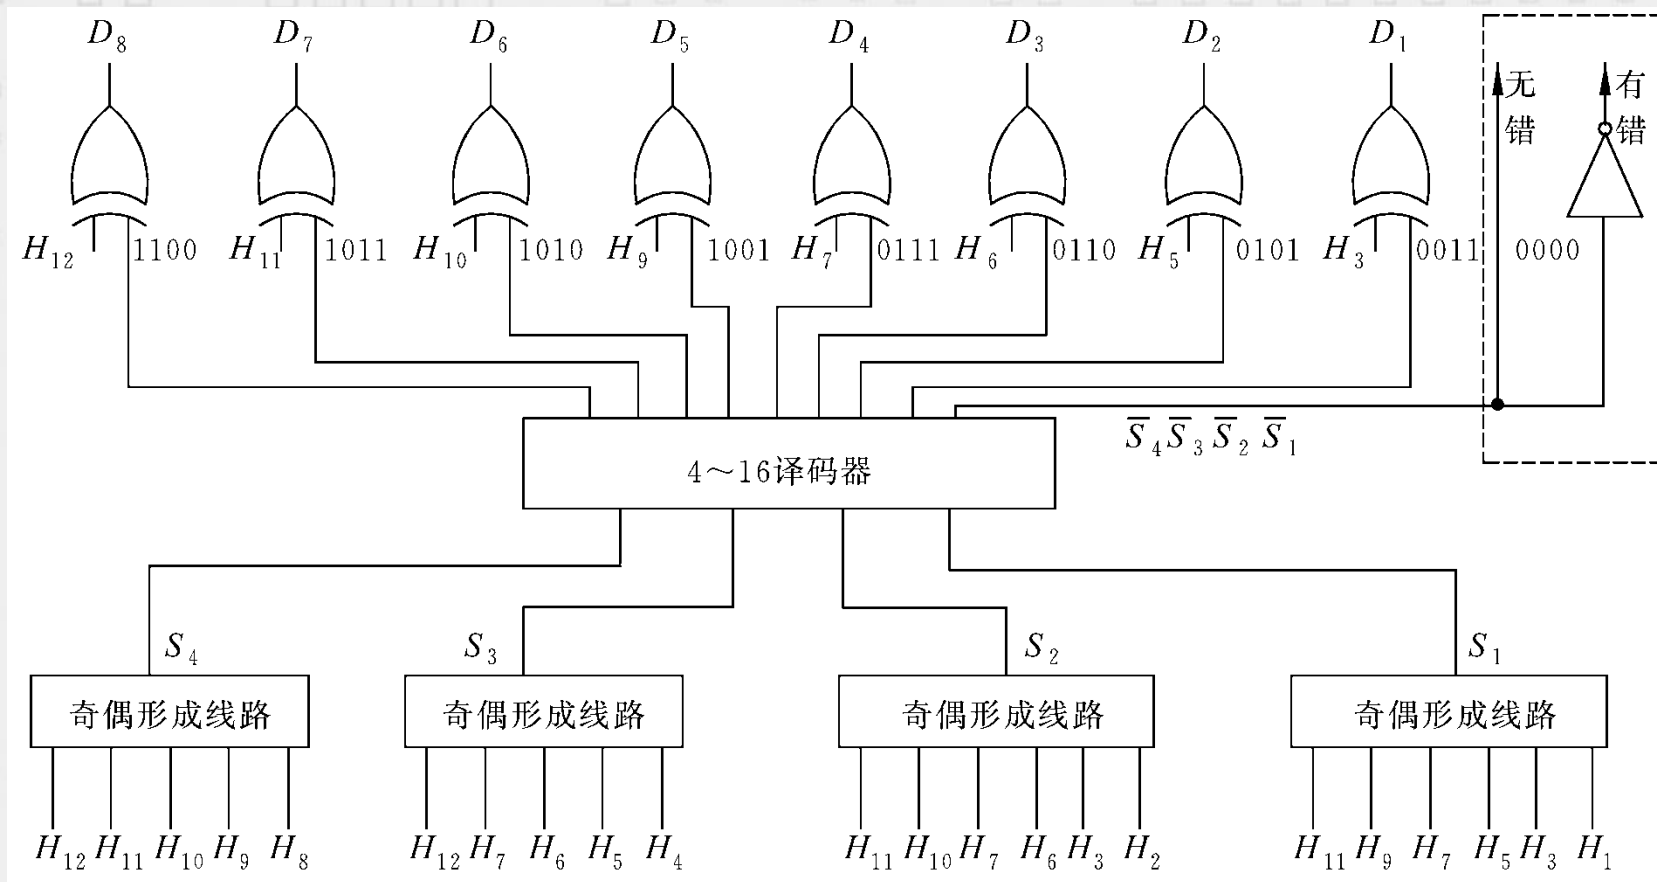 D8 D7 D6 D5 D4 D3 D2 D1
无错 有错
H12 1100 H11 1011 H10 1010 H9 1001 H7 0111 H6 0110 H5 0101 H3 0011 0000
S̅4 S̅3 S̅2 S̅1
4～16译码器
S4 S3 S2 S1
奇偶形成线路 奇偶形成线路 奇偶形成线路 奇偶形成线路
H12 H11 H10 H9 H8 H12 H7 H6 H5 H4 H11 H10 H7 H6 H3 H2 H11 H9 H7 H5 H3 H1